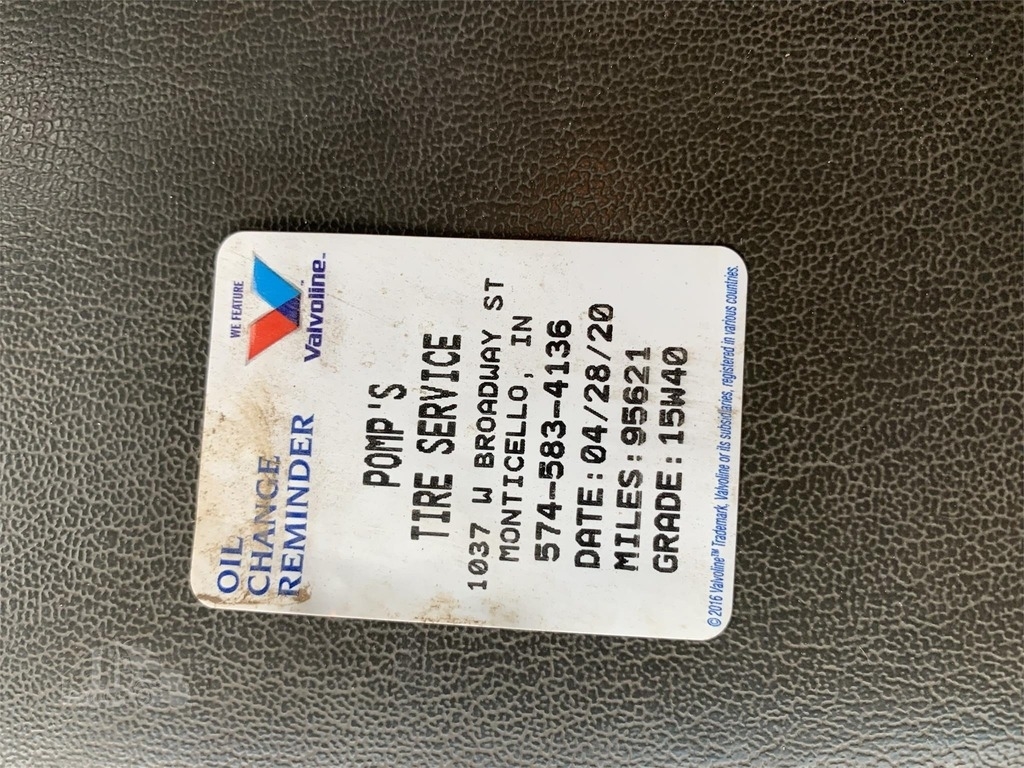 WE FEATURE
Valvoline™
OIL
CHANGE
REMINDER
POMP'S
TIRE SERVICE
1037 W BROADWAY ST
MONTICELLO, IN
574-583-4136
DATE:04/28/20
MILES:95621
GRADE:15W40
© 2016 Valvoline™ Trademark, Valvoline or its subsidiaries, registered in various countries.